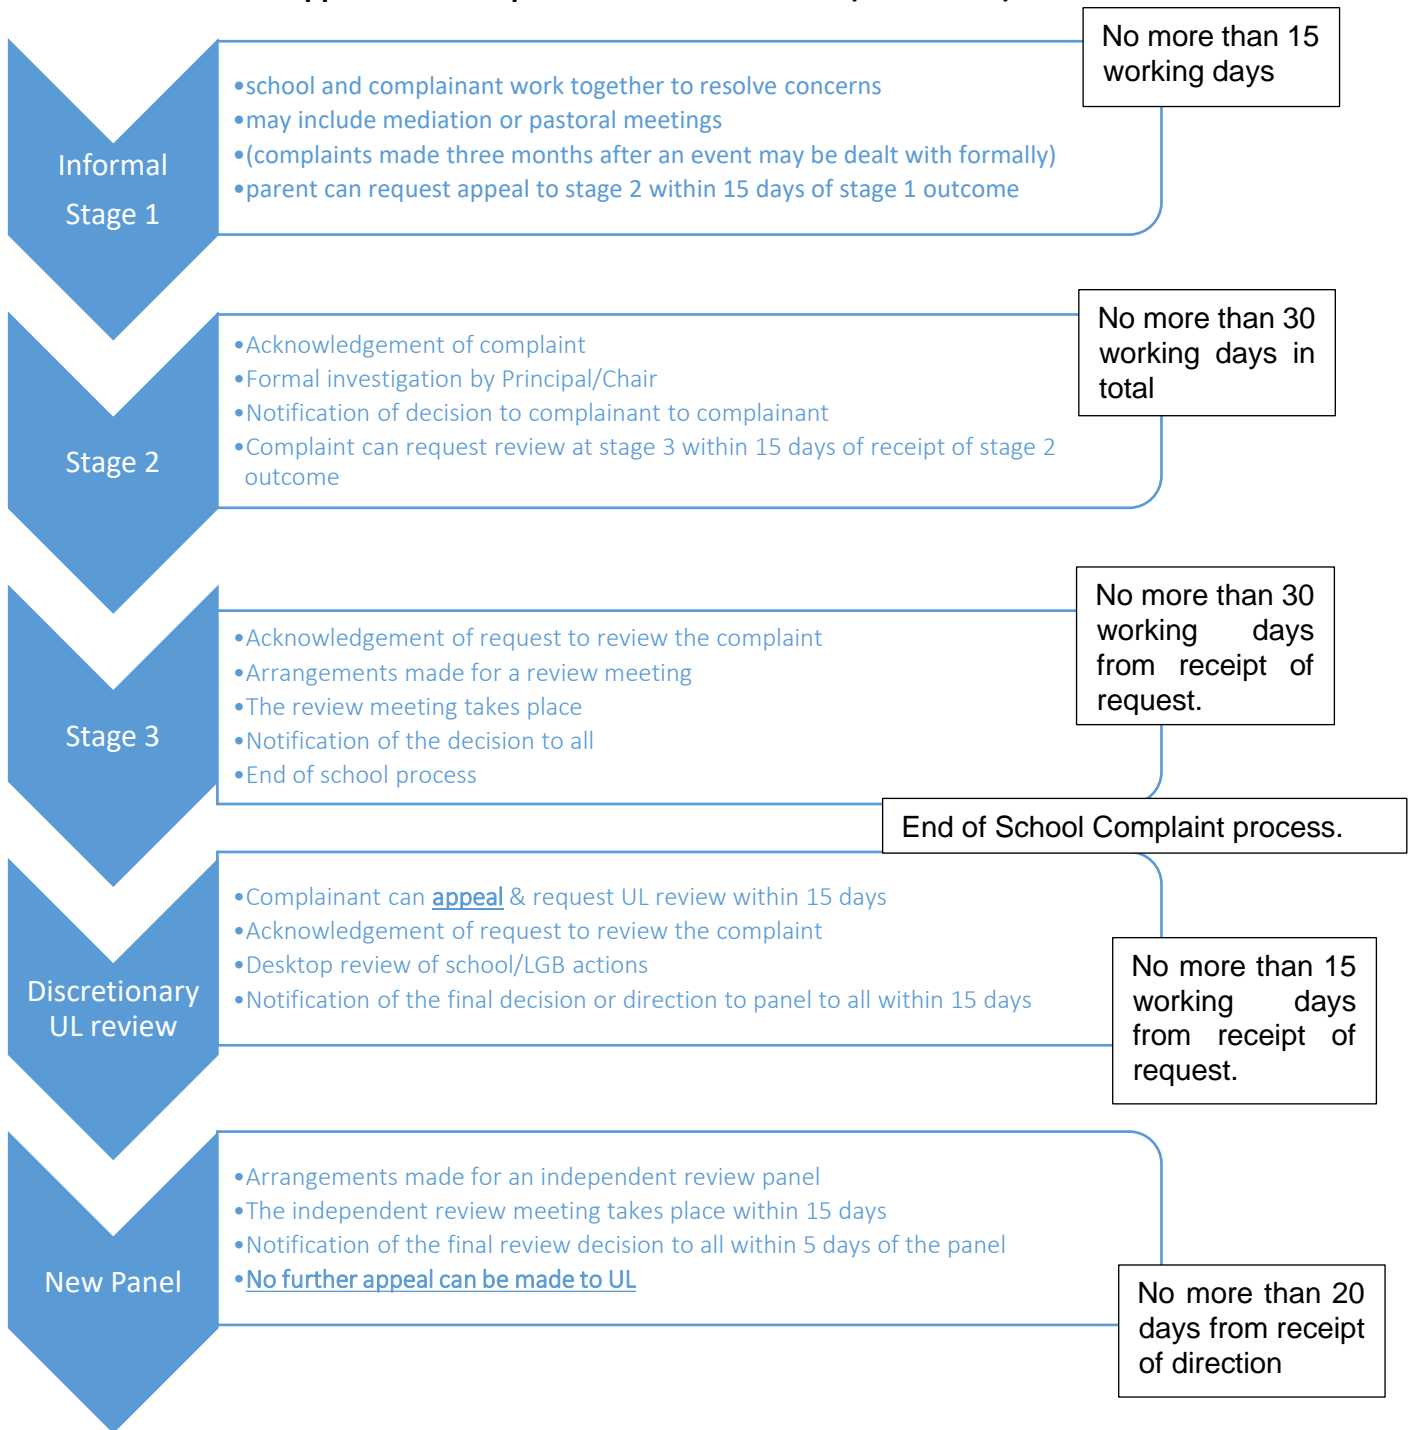 No more than 15
working days
•school and complainant work together to resolve concerns
•may include mediation or pastoral meetings
•(complaints made three months after an event may be dealt with formally)
•parent can request appeal to stage 2 within 15 days of stage 1 outcome
Informal
Stage 1
No more than 30
working days in
total
•Acknowledgement of complaint
•Formal investigation by Principal/Chair
•Notification of decision to complainant to complainant
•Complaint can request review at stage 3 within 15 days of receipt of stage 2
outcome
Stage 2
No more than 30
working days
from receipt of
request.
•Acknowledgement of request to review the complaint
•Arrangements made for a review meeting
•The review meeting takes place
•Notification of the decision to all
•End of school process
Stage 3
End of School Complaint process.
•Complainant can appeal & request UL review within 15 days
•Acknowledgement of request to review the complaint
•Desktop review of school/LGB actions
•Notification of the final decision or direction to panel to all within 15 days
Discretionary
UL review
No more than 15
working days
from receipt of
request.
•Arrangements made for an independent review panel
•The independent review meeting takes place within 15 days
•Notification of the final review decision to all within 5 days of the panel
•No further appeal can be made to UL
New Panel
No more than 20
days from receipt
of direction